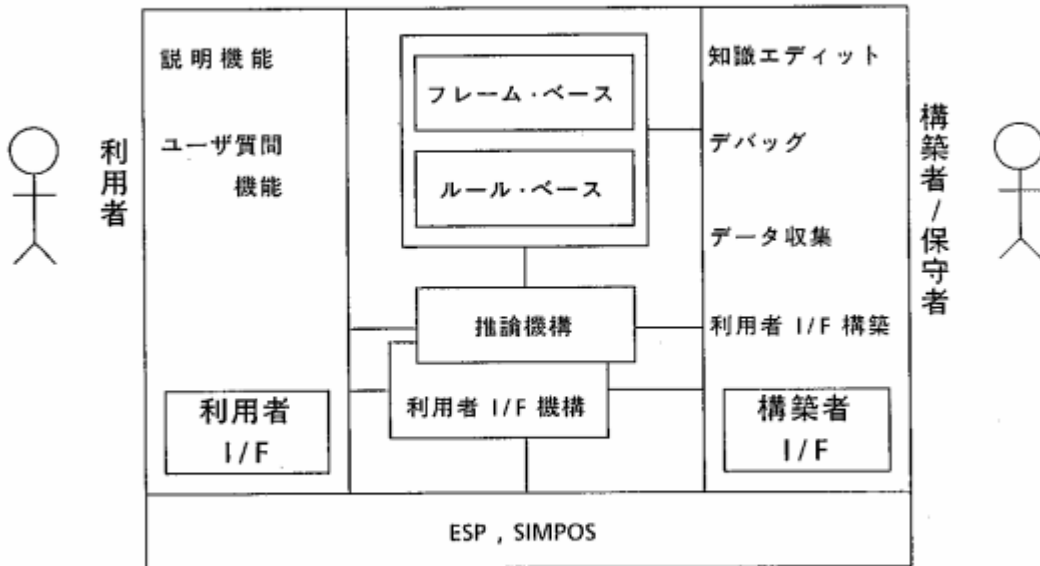 利用者
説明機能
ユーザ質問
機能
利用者
I/F
フレーム・ベース
ルール・ベース
推論機構
利用者 I/F 機構
知識エディット
デバッグ
データ収集
利用者 I/F 構築
構築者
I/F
構築者/保守者
ESP , SIMPOS